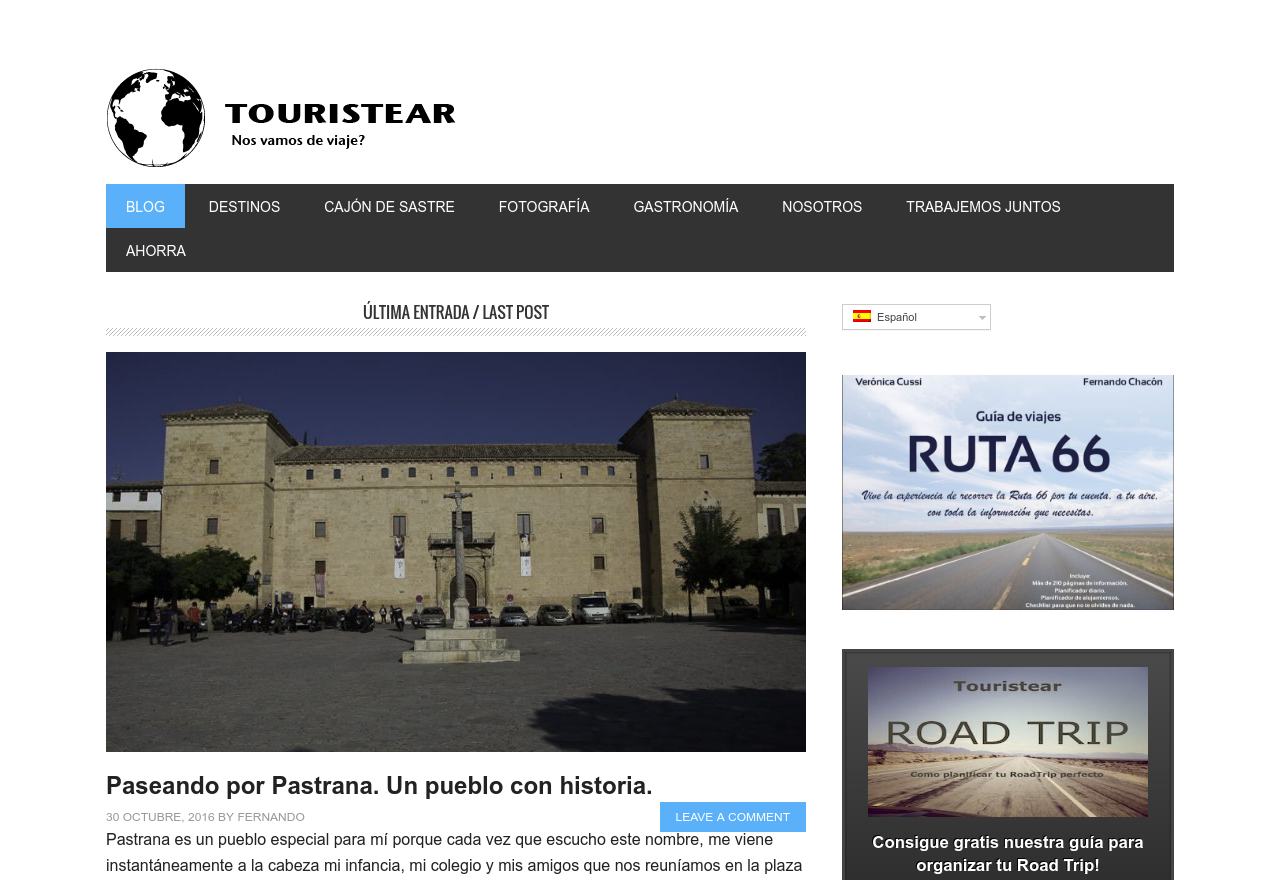 TOURISTEAR
Nos vamos de viaje?
BLOG
DESTINOS
CAJÓN DE SASTRE
FOTOGRAFÍA
GASTRONOMÍA
NOSOTROS
TRABAJEMOS JUNTOS
AHORRA
ÚLTIMA ENTRADA / LAST POST
Paseando por Pastrana. Un pueblo con historia.
30 OCTUBRE, 2016 BY FERNANDO
LEAVE A COMMENT
Pastrana es un pueblo especial para mí porque cada vez que escucho este nombre, me viene
instantáneamente a la cabeza mi infancia, mi colegio y mis amigos que nos reuníamos en la plaza
Español
Verónica Cussi
Fernando Chacón
Guía de viajes
RUTA 66
Vive la experiencia de recorrer la Ruta 66 por tu cuenta, a tu aire,
con toda la información que necesitas.
Incluye:
Más de 210 páginas de información.
Planificador diario.
Planificador de alojamientos.
Checklist para que no te olvides de nada.
Touristear
ROAD TRIP
Como planificar tu RoadTrip perfecto
Consigue gratis nuestra guía para
organizar tu Road Trip!